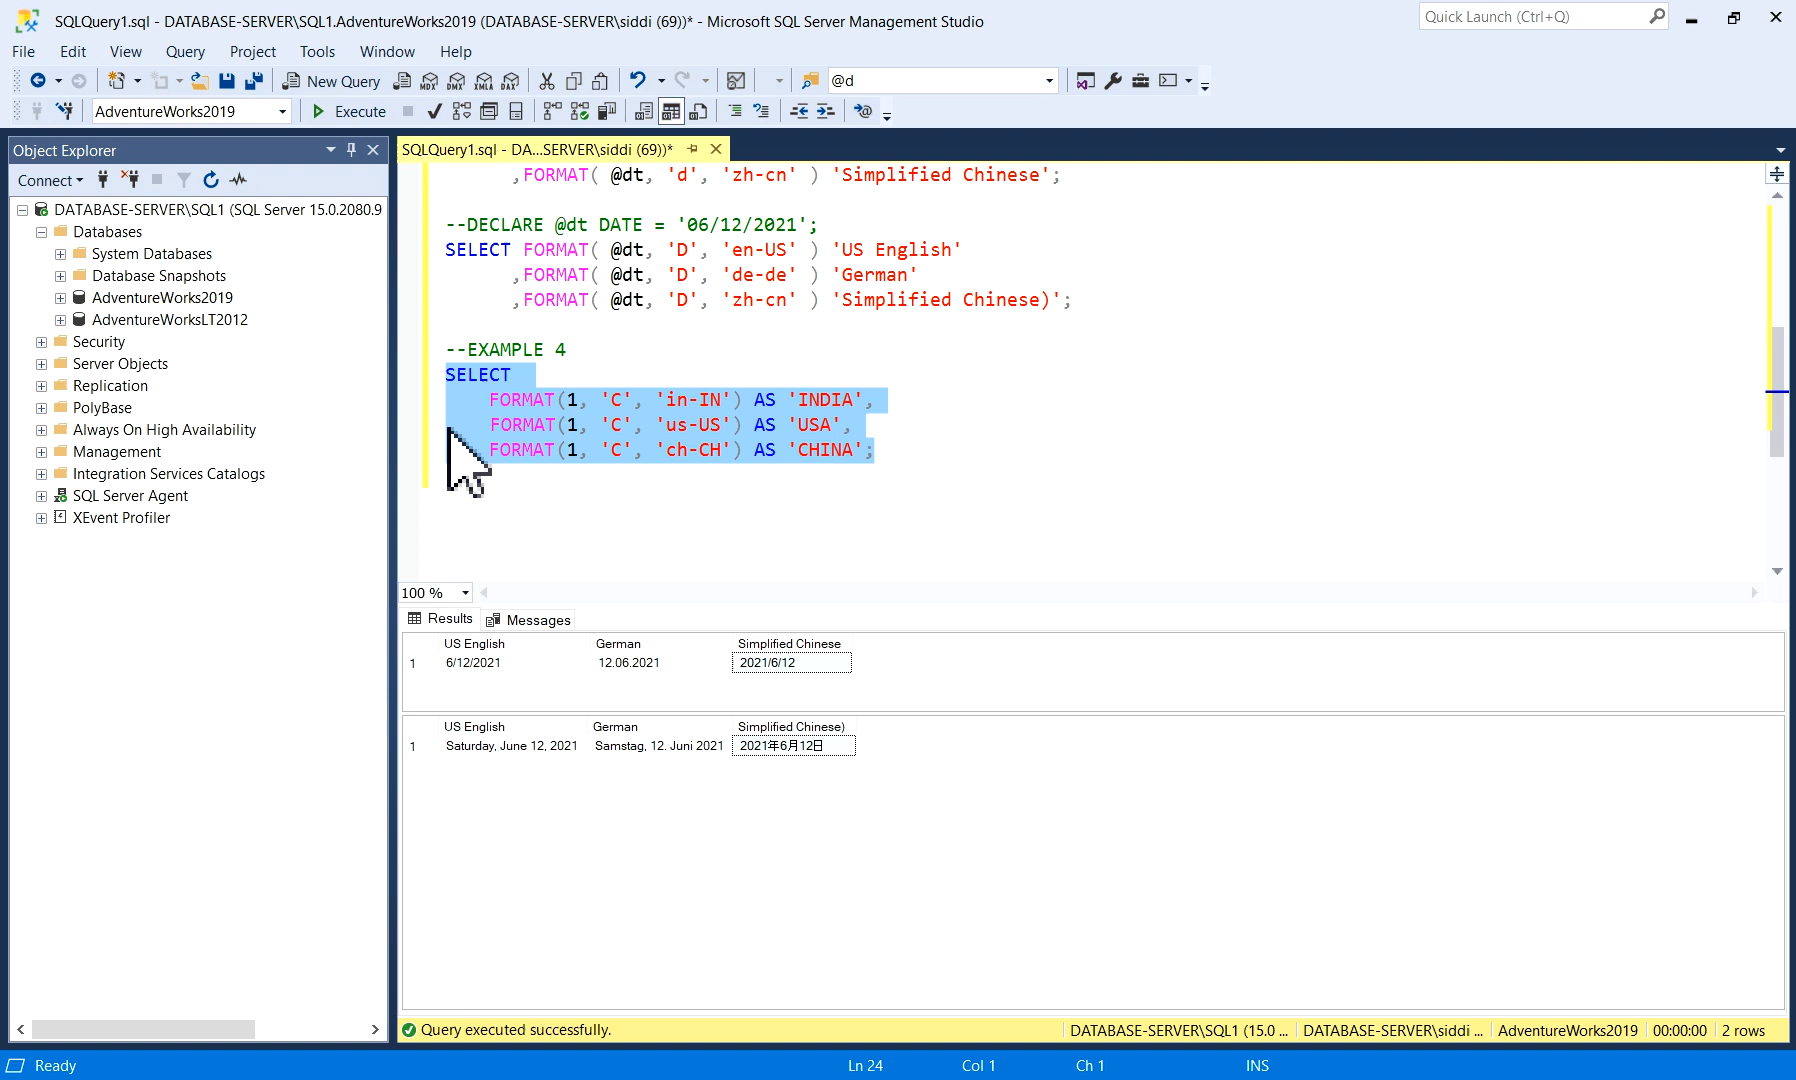 SQLQuery1.sql - DATABASE-SERVER\SQL1.AdventureWorks2019 (DATABASE-SERVER\siddi (69))* - Microsoft SQL Server Management Studio
Quick Launch (Ctrl+Q)
File Edit View Query Project Tools Window Help
New Query MDX DMX XMLA DAX @d
AdventureWorks2019 Execute
Object Explorer
Connect
DATABASE-SERVER\SQL1 (SQL Server 15.0.2080.9
Databases
System Databases
Database Snapshots
AdventureWorks2019
AdventureWorksLT2012
Security
Server Objects
Replication
PolyBase
Always On High Availability
Management
Integration Services Catalogs
SQL Server Agent
XEvent Profiler
SQLQuery1.sql - DA...SERVER\siddi (69))*
,FORMAT( @dt, 'd', 'zh-cn' ) 'Simplified Chinese';
--DECLARE @dt DATE = '06/12/2021';
SELECT FORMAT( @dt, 'D', 'en-US' ) 'US English'
,FORMAT( @dt, 'D', 'de-de' ) 'German'
,FORMAT( @dt, 'D', 'zh-cn' ) 'Simplified Chinese)';
--EXAMPLE 4
SELECT
FORMAT(1, 'C', 'in-IN') AS 'INDIA',
FORMAT(1, 'C', 'us-US') AS 'USA',
FORMAT(1, 'C', 'ch-CH') AS 'CHINA';
100 %
Results Messages
US English German Simplified Chinese
1 6/12/2021 12.06.2021 2021/6/12
US English German Simplified Chinese)
1 Saturday, June 12, 2021 Samstag, 12. Juni 2021 2021年6月12日
Query executed successfully. DATABASE-SERVER\SQL1 (15.0 ... DATABASE-SERVER\siddi ... AdventureWorks2019 00:00:00 2 rows
Ready Ln 24 Col 1 Ch 1 INS